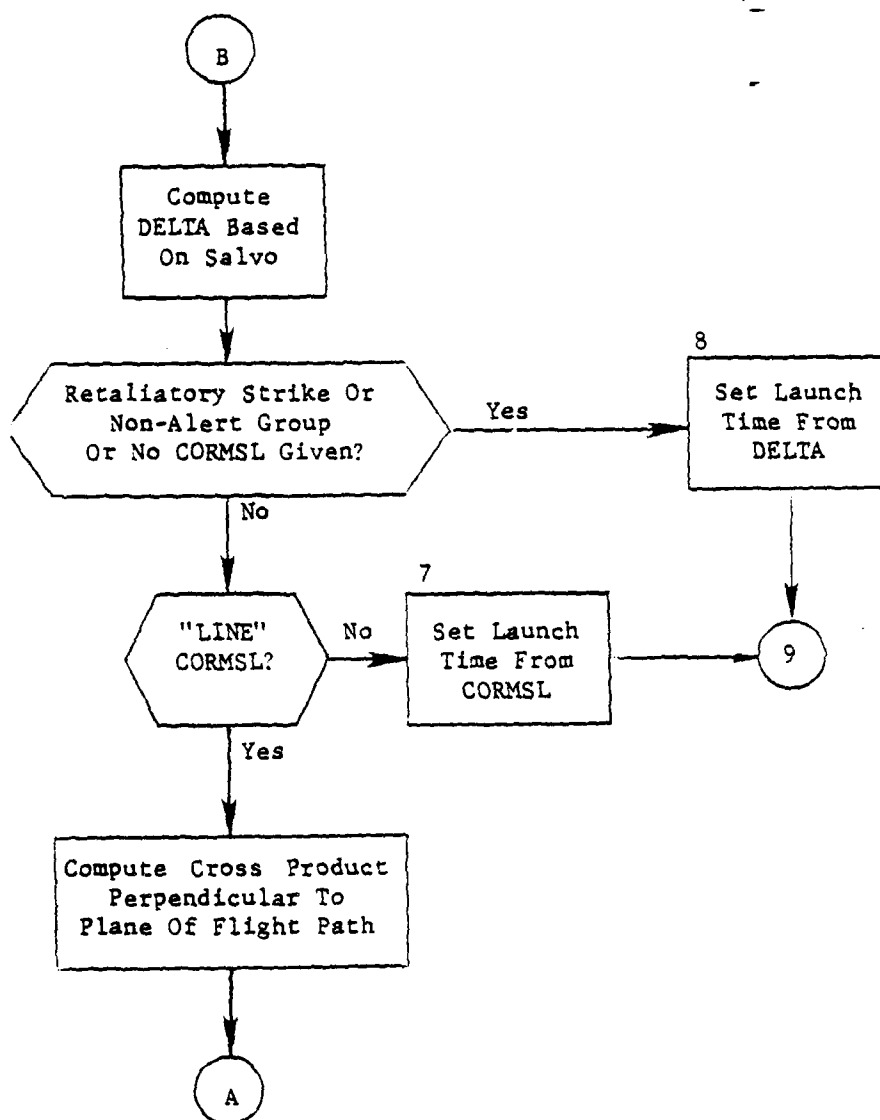 B
Compute
DELTA Based
On Salvo
Retaliatory Strike Or
Non-Alert Group
Or No CORMSL Given?
Yes
8
Set Launch
Time From
DELTA
No
"LINE"
CORMSL?
No
7
Set Launch
Time From
CORMSL
9
Yes
Compute Cross Product
Perpendicular To
Plane Of Flight Path
A